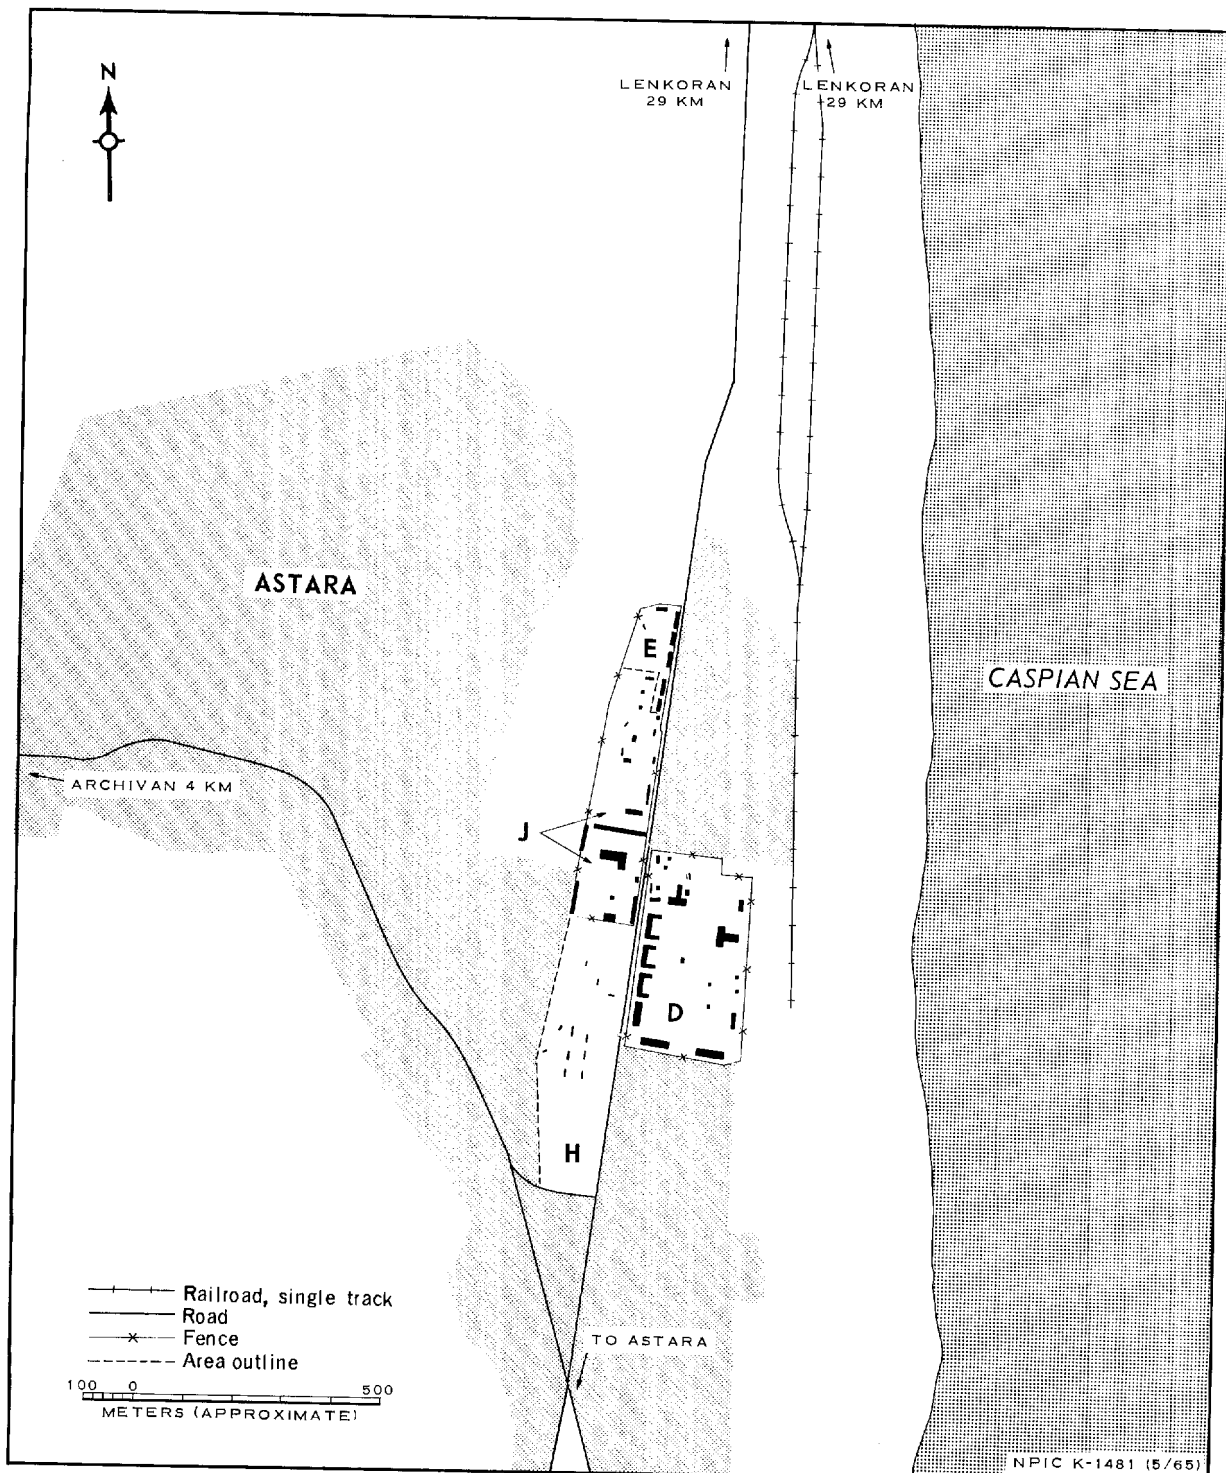 N
LENKORAN
29 KM
LENKORAN
29 KM
ASTARA
E
CASPIAN SEA
ARCHIVAN 4 KM
J
D
H
Railroad, single track
Road
Fence
Area outline
TO ASTARA
100 0 500
METERS (APPROXIMATE)
NPIC K-1481 (5/65)